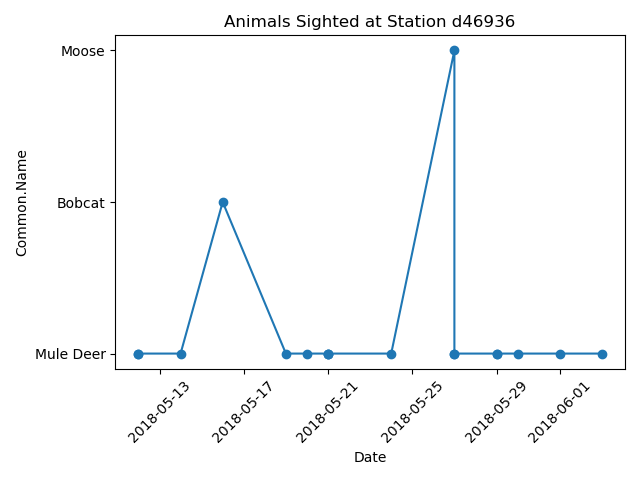 Animals Sighted at Station d46936
Moose
Bobcat
Mule Deer
Common.Name
2018-05-13
2018-05-17
2018-05-21
2018-05-25
2018-05-29
2018-06-01
Date